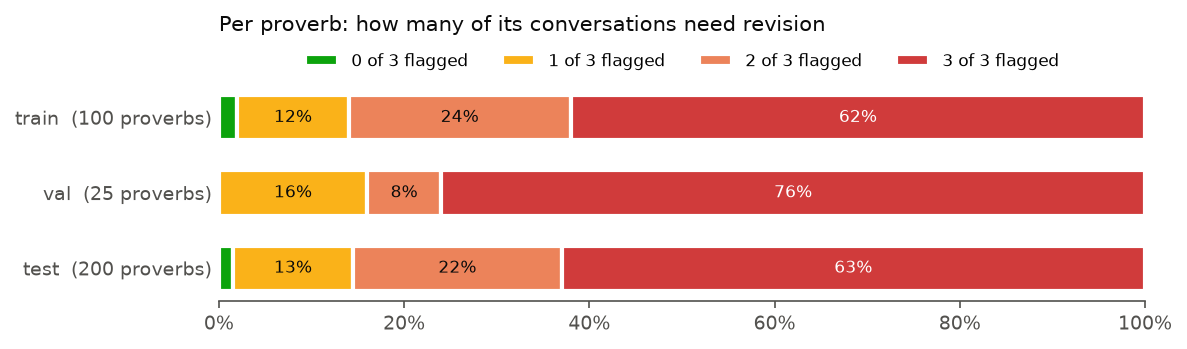 Per proverb: how many of its conversations need revision
0 of 3 flagged 1 of 3 flagged 2 of 3 flagged 3 of 3 flagged
train (100 proverbs) 12% 24% 62%
val (25 proverbs) 16% 8% 76%
test (200 proverbs) 13% 22% 63%
0% 20% 40% 60% 80% 100%